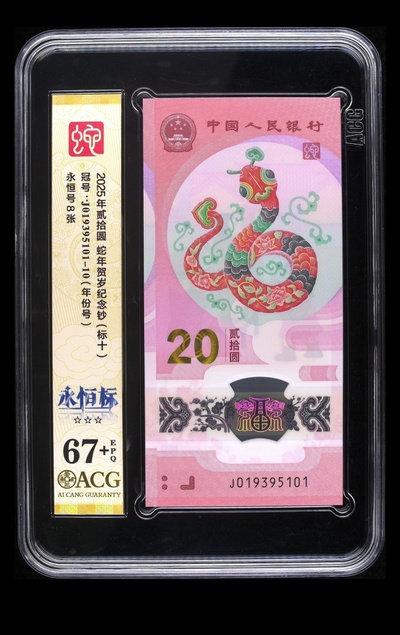 蛇
2025年贰拾圆 蛇年贺岁纪念钞（标十）
冠号：J019395101-10（年份号）
永恒号8张
永恒标
67+ EPQ
ACG
AI CANG GUARANTY
ACG
中国人民银行
20
贰拾圆
J019395101